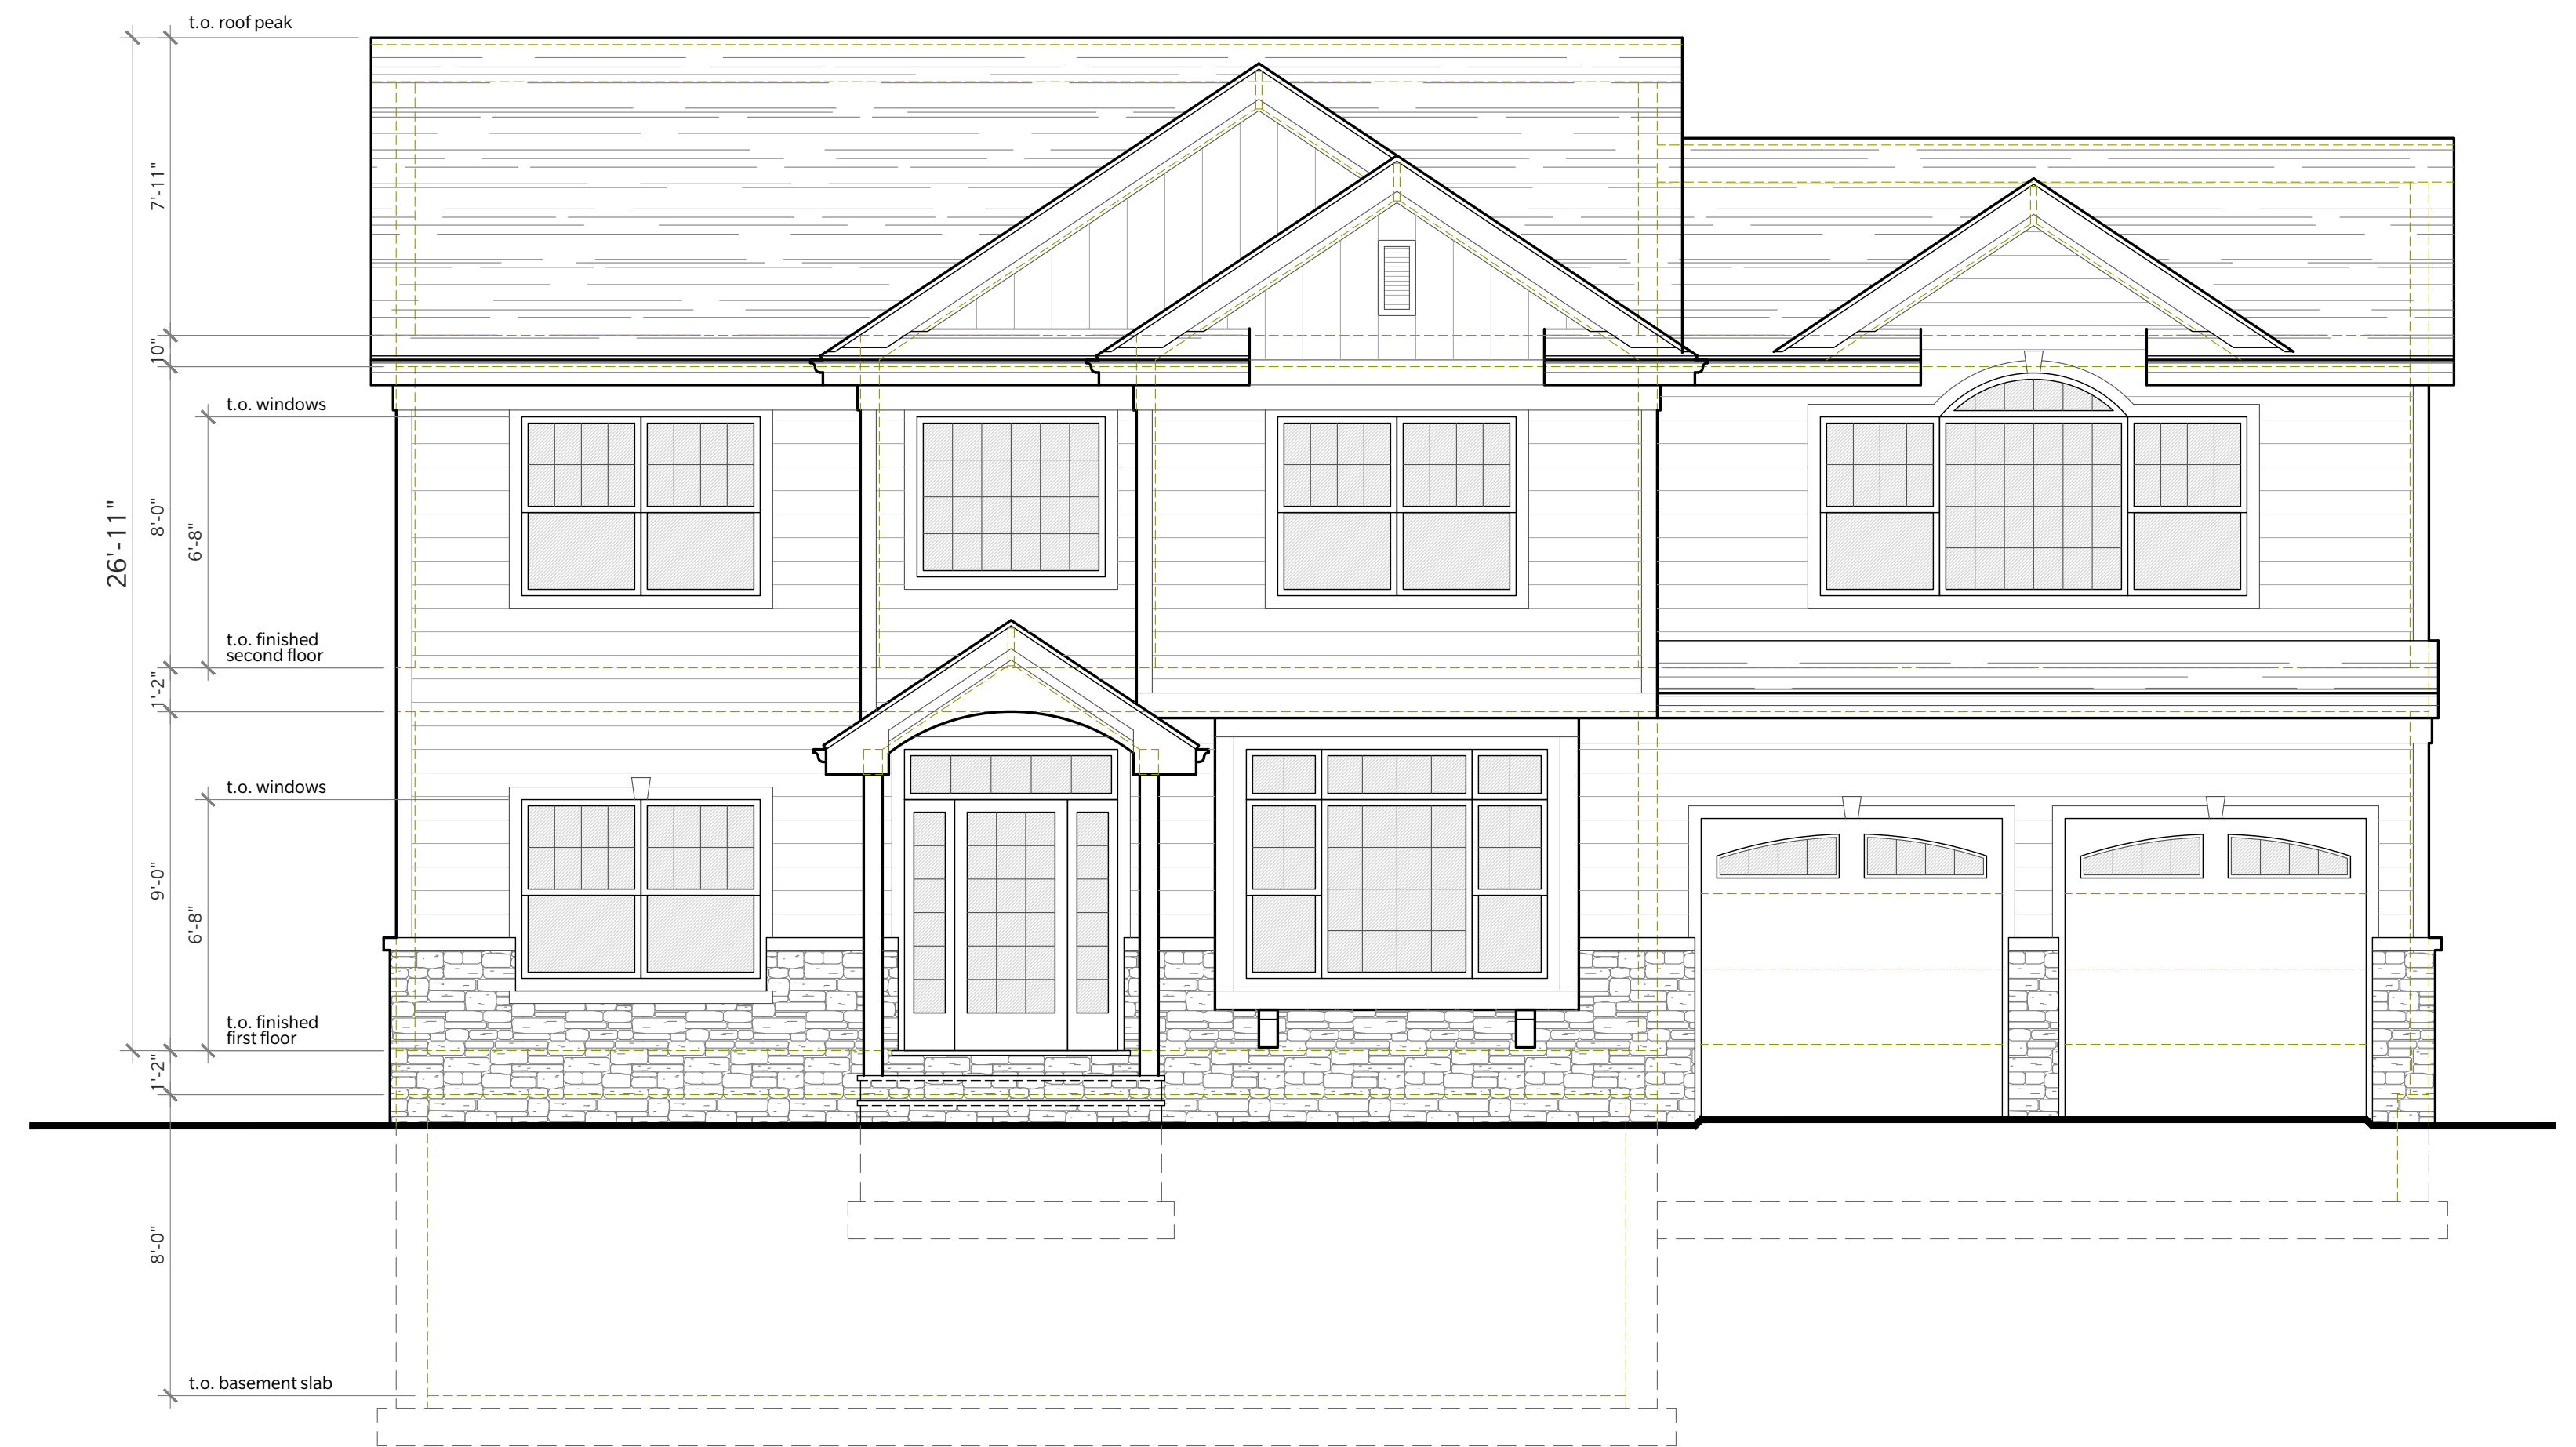 t.o. roof peak
7'-11"
10"
t.o. windows
26'-11"
8'-0"
6'-8"
t.o. finished
second floor
1'-2"
t.o. windows
9'-0"
6'-8"
t.o. finished
first floor
1'-2"
8'-0"
t.o. basement slab